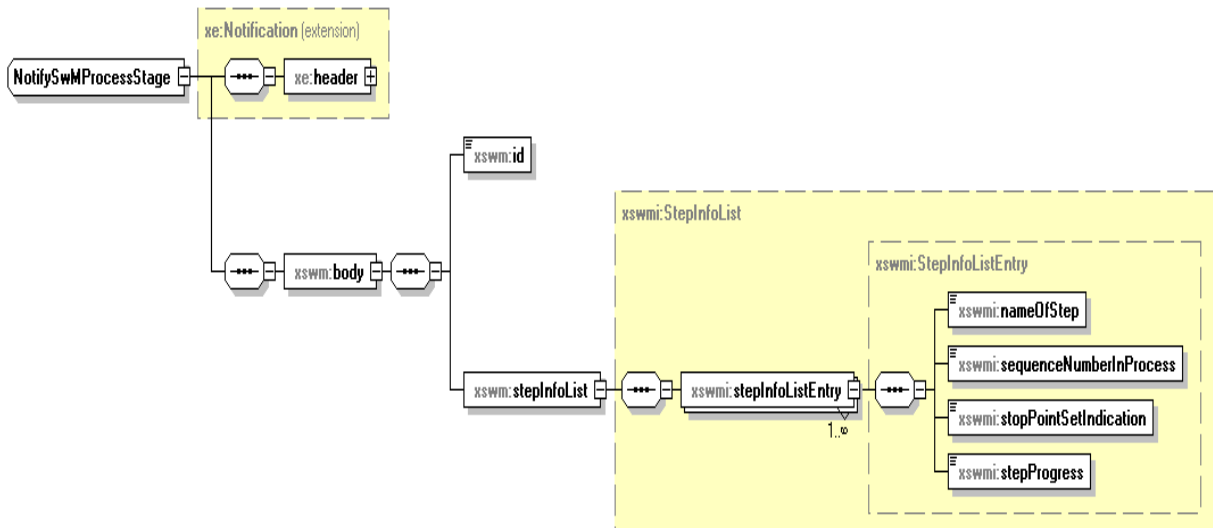 xe:Notification (extension)
NotifySwMProcessStage
xe:header
xswm:id
xswmi:StepInfoList
xswmi:StepInfoListEntry
xswm:body
xswmi:nameOfStep
xswmi:sequenceNumberInProcess
xswm:stepInfoList
xswmi:stepInfoListEntry
1..∞
xswmi:stopPointSetIndication
xswmi:stepProgress